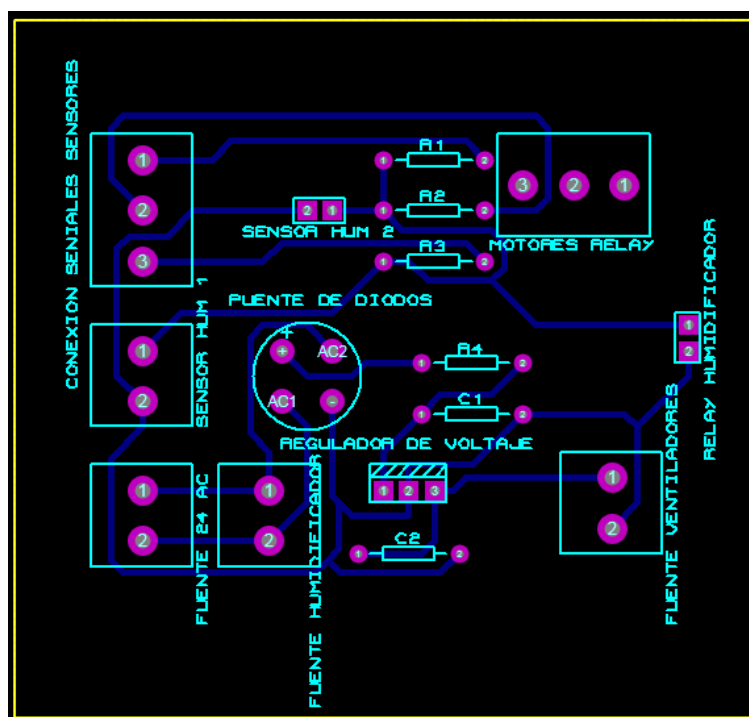 CONEXION SENIALES SENSORES
1
2
3
R1
1
2
R2
1
2
2
1
SENSOR HUM 2
3
2
1
MOTORES RELAY
R3
1
2
PUENTE DE DIODOS
SENSOR HUM 1
1
2
+
+
AC2
AC1
-
R4
1
2
C1
1
2
RELAY HUMIDIFICADOR
1
2
REGULADOR DE VOLTAJE
1
2
3
FUENTE 24 AC
1
2
FUENTE HUMIDIFICADOR
1
2
C2
1
2
FUENTE VENTILADORES
1
2